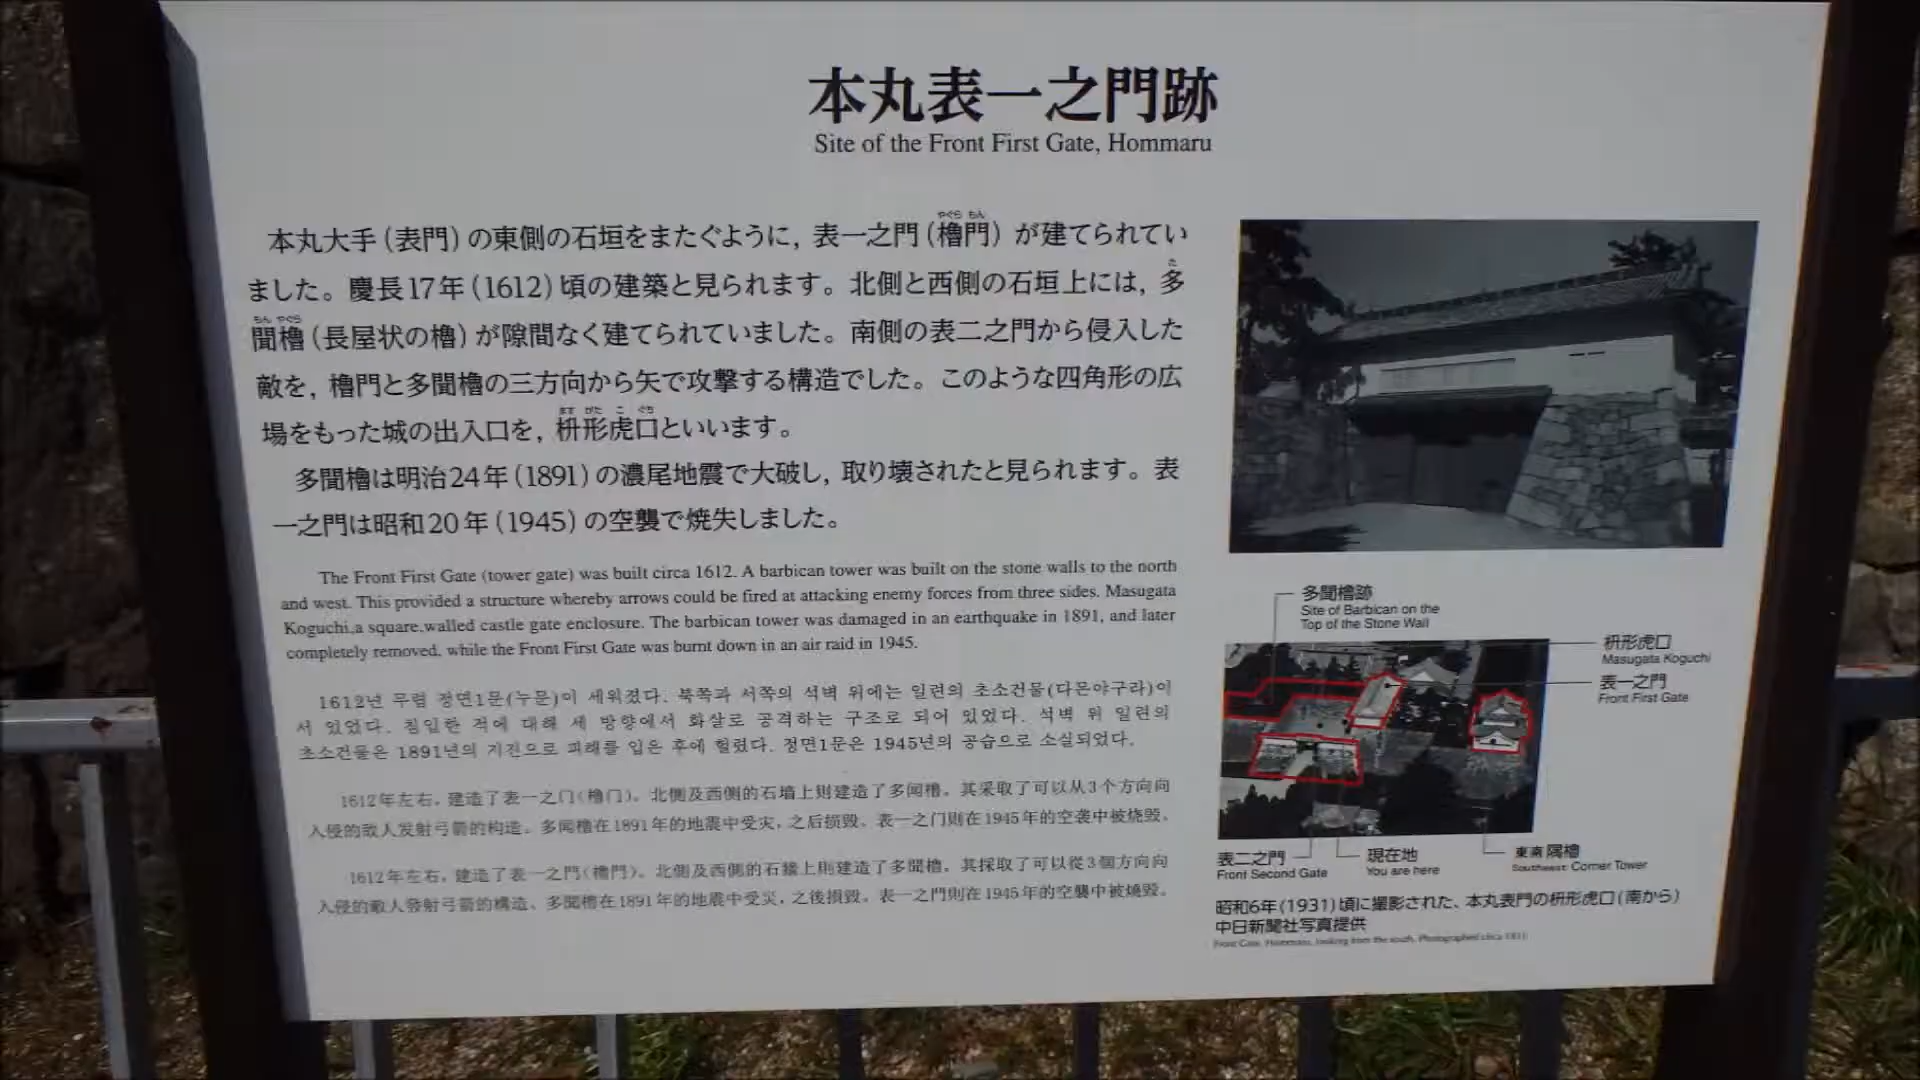 本丸表一之門跡
Site of the Front First Gate, Hommaru
やぐら もん
本丸大手(表門)の東側の石垣をまたぐように, 表一之門(櫓門)が建てられてい
た
ました。慶長17年(1612)頃の建築と見られます。北側と西側の石垣上には, 多
もん やぐら
聞櫓(長屋状の櫓)が隙間なく建てられていました。南側の表二之門から侵入した
敵を, 櫓門と多聞櫓の三方向から矢で攻撃する構造でした。このような四角形の広
ます がた こ ぐち
場をもった城の出入口を, 枡形虎口といいます。
多聞櫓は明治24年(1891)の濃尾地震で大破し, 取り壊されたと見られます。表
一之門は昭和20年(1945)の空襲で焼失しました。
The Front First Gate (tower gate) was built circa 1612. A barbican tower was built on the stone walls to the north
and west. This provided a structure whereby arrows could be fired at attacking enemy forces from three sides. Masugata
Koguchi,a square,walled castle gate enclosure. The barbican tower was damaged in an earthquake in 1891, and later
completely removed, while the Front First Gate was burnt down in an air raid in 1945.
1612년 무렵 정면1문(누문)이 세워졌다. 북쪽과 서쪽의 석벽 위에는 일련의 초소건물(다몬야구라)이
서 있었다. 침입한 적에 대해 세 방향에서 화살로 공격하는 구조로 되어 있었다. 석벽 위 일련의
초소건물은 1891년의 지진으로 피해를 입은 후에 헐렸다. 정면1문은 1945년의 공습으로 소실되었다.
1612年左右，建造了表一之门(橹门)。北侧及西侧的石墙上则建造了多闻橹。其采取了可以从3个方向向
入侵的敌人发射弓箭的构造。多闻橹在1891年的地震中受灾，之后损毁。表一之门则在1945年的空袭中被烧毁。
1612年左右，建造了表一之門(櫓門)。北側及西側的石牆上則建造了多聞櫓。其採取了可以從3個方向向
入侵的敵人發射弓箭的構造。多聞櫓在1891年的地震中受災，之後損毀。表一之門則在1945年的空襲中被燒毀。
多聞櫓跡
Site of Barbican on the
Top of the Stone Wall
枡形虎口
Masugata Koguchi
表一之門
Front First Gate
表二之門
Front Second Gate
現在地
You are here
東南隅櫓
Southwest Corner Tower
昭和6年(1931)頃に撮影された、本丸表門の枡形虎口(南から)
中日新聞社写真提供
Front Gate, Hommaru, looking from the south. Photographed circa 1931